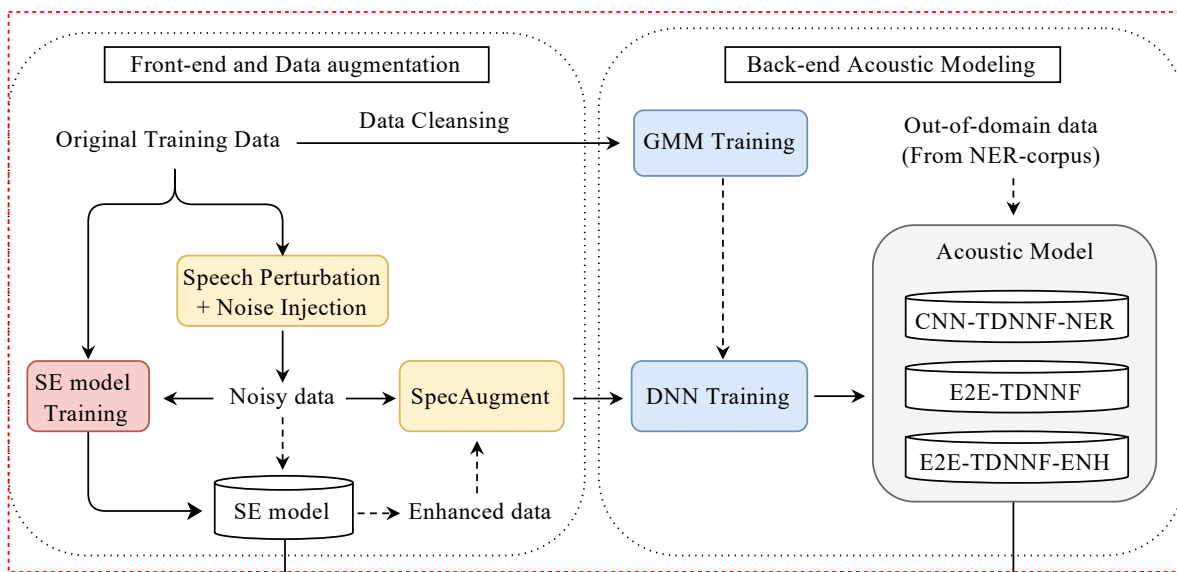 Front-end and Data augmentation
Back-end Acoustic Modeling
Original Training Data
Data Cleansing
GMM Training
Out-of-domain data
(From NER-corpus)
Speech Perturbation
+ Noise Injection
Acoustic Model
CNN-TDNNF-NER
SE model
Training
Noisy data
SpecAugment
DNN Training
E2E-TDNNF
E2E-TDNNF-ENH
SE model
Enhanced data